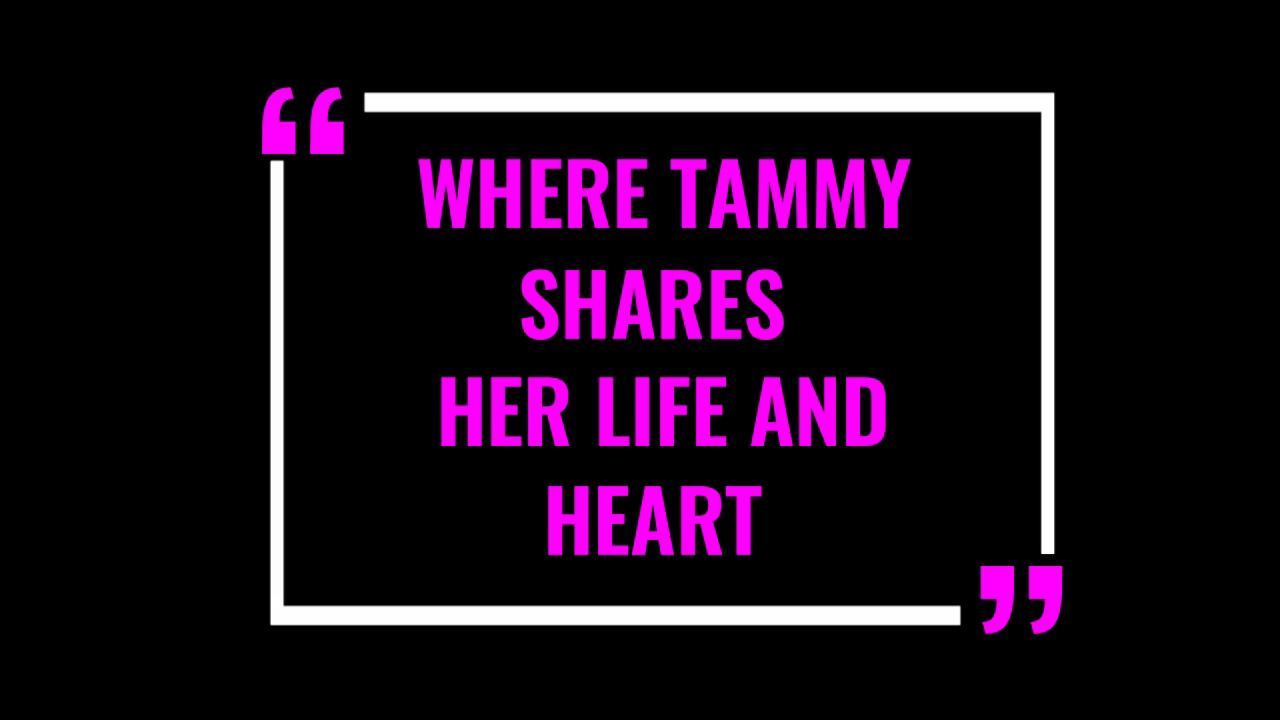 “
WHERE TAMMY
SHARES
HER LIFE AND
HEART
”